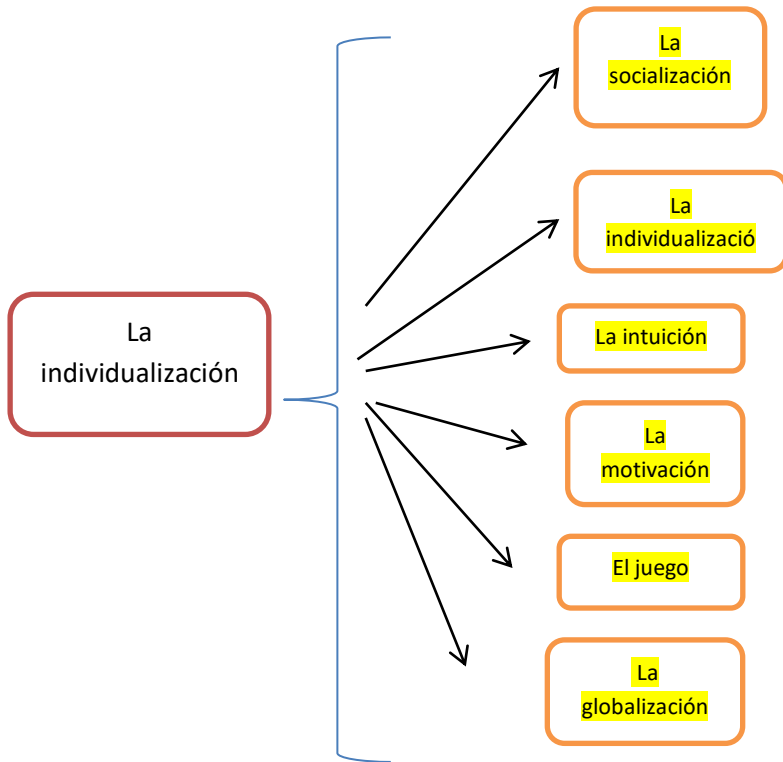 La
individualización
La
socialización
La
individualizació
La intuición
La
motivación
El juego
La
globalización